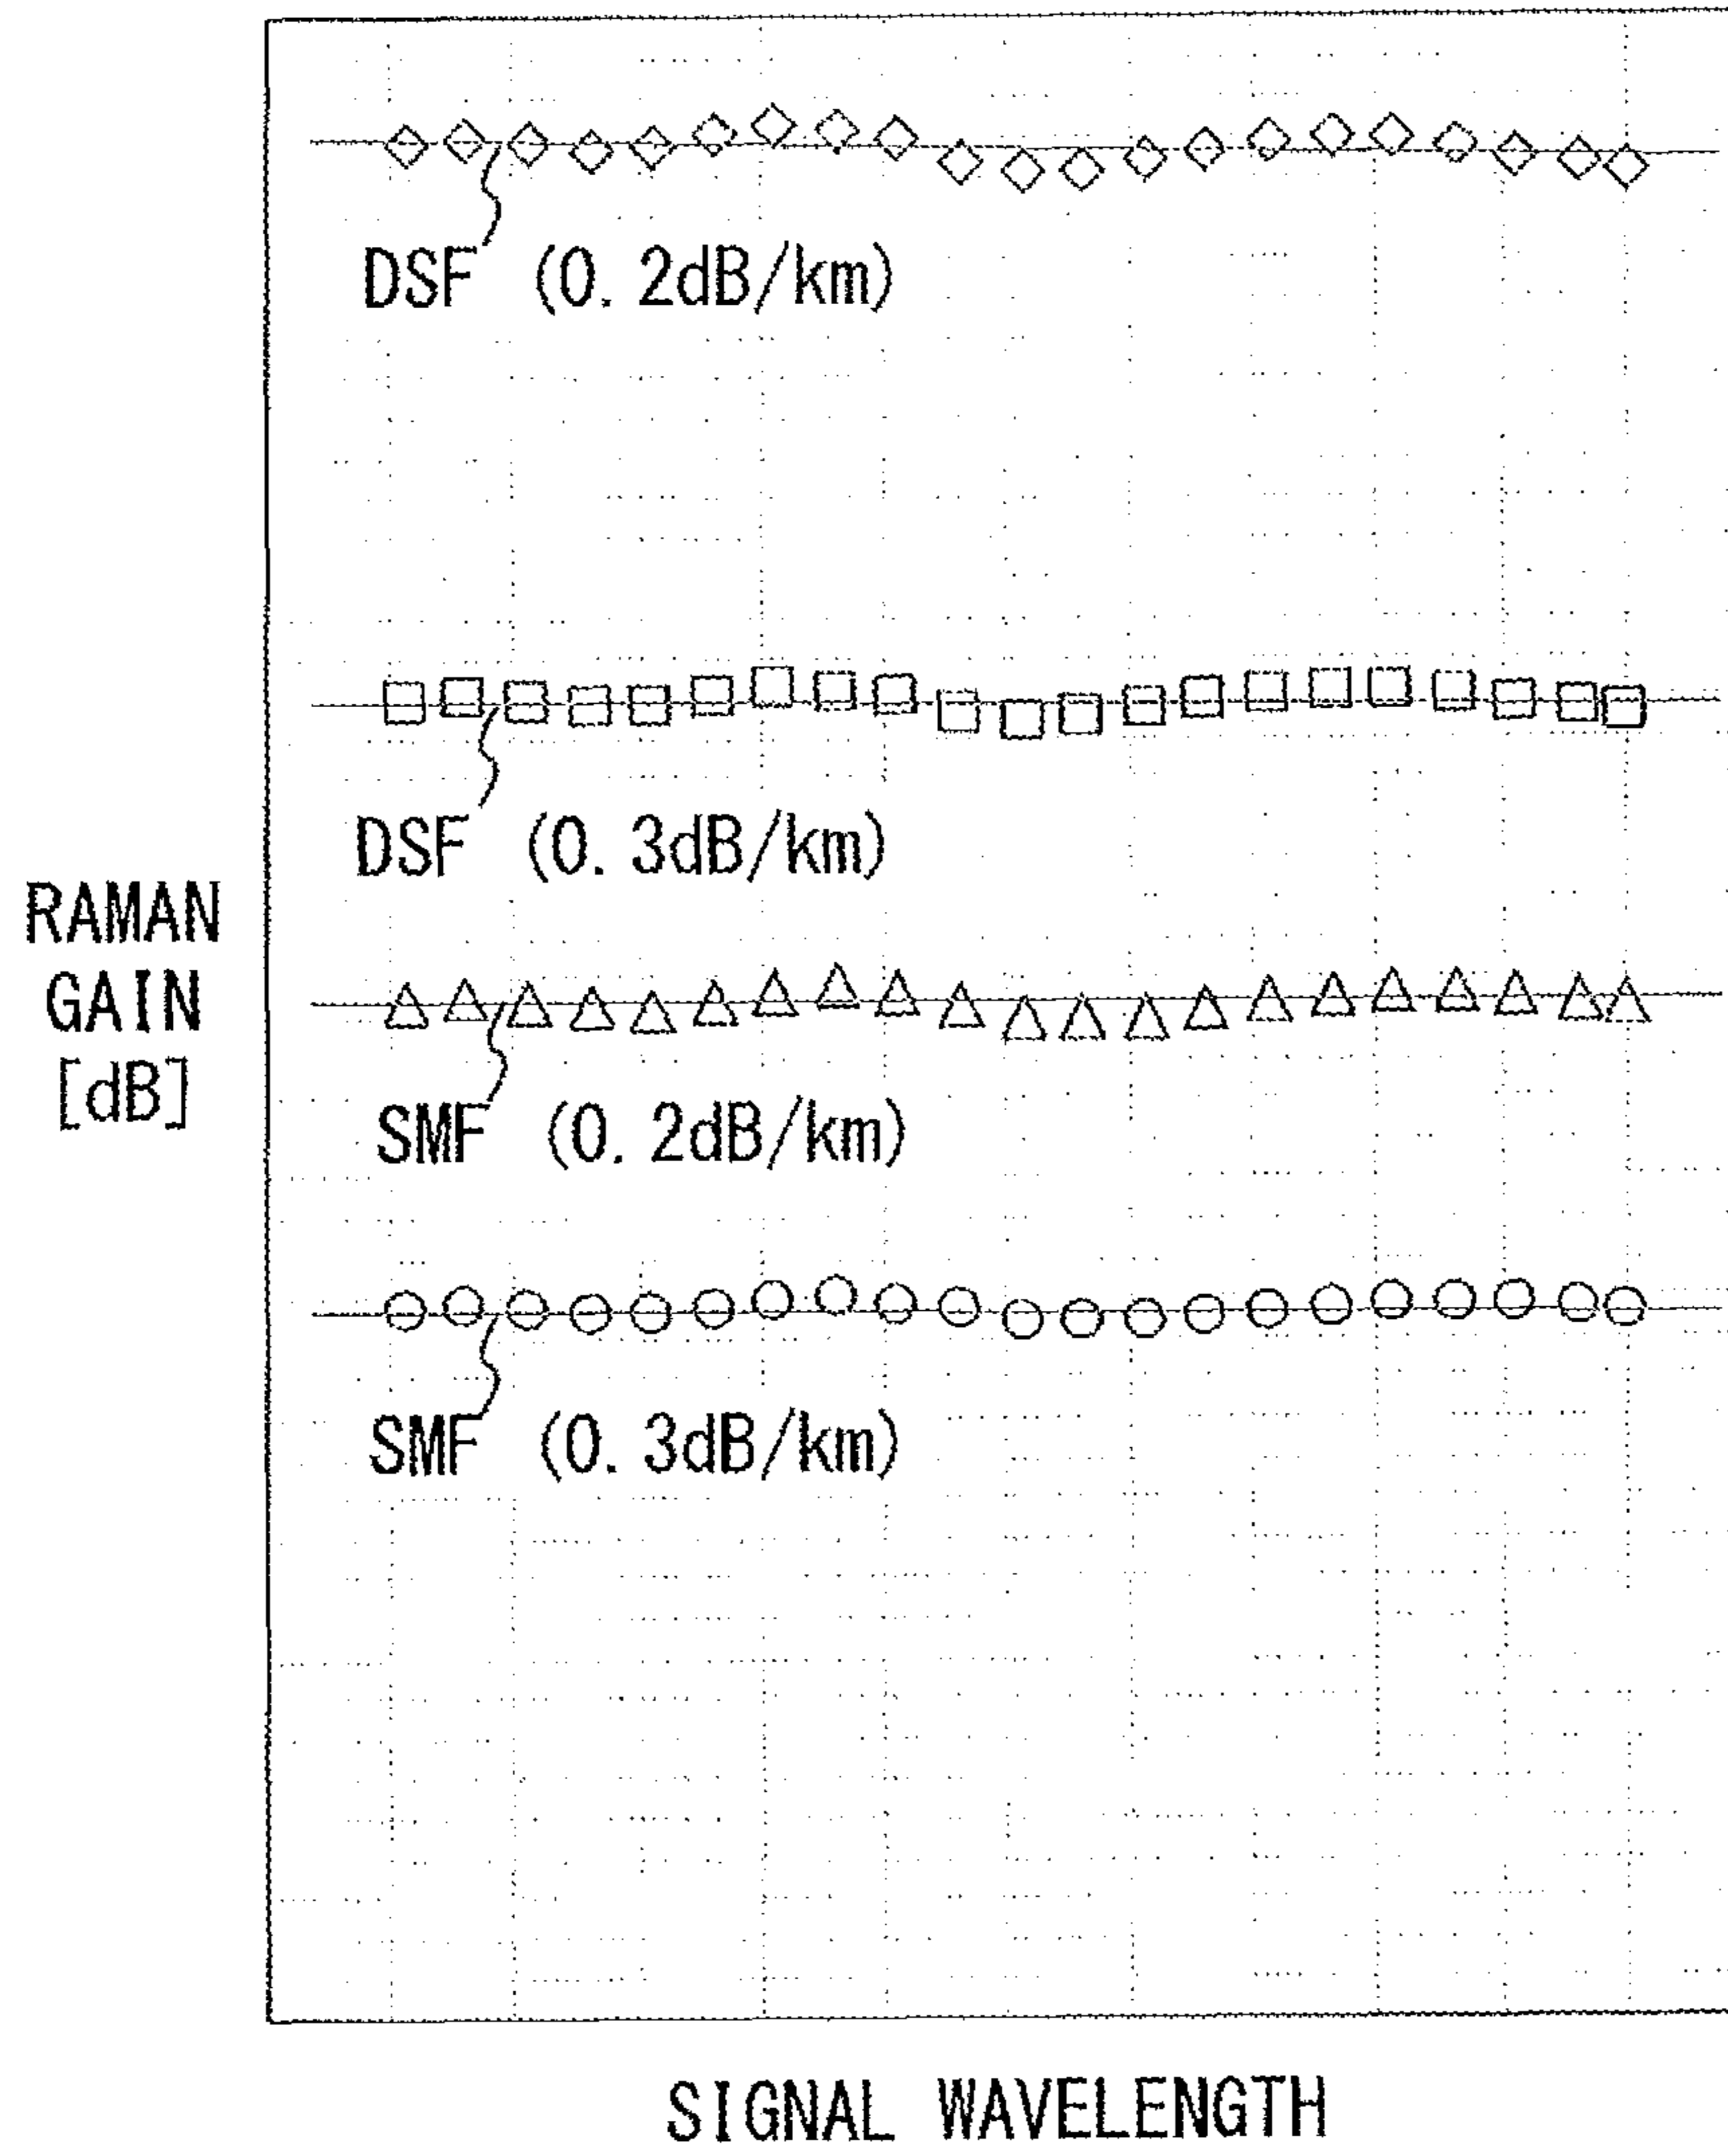 DSF (0. 2dB/km)
DSF (0. 3dB/km)
RAMAN
GAIN
[dB]
SMF (0. 2dB/km)
SMF (0. 3dB/km)
SIGNAL WAVELENGTH